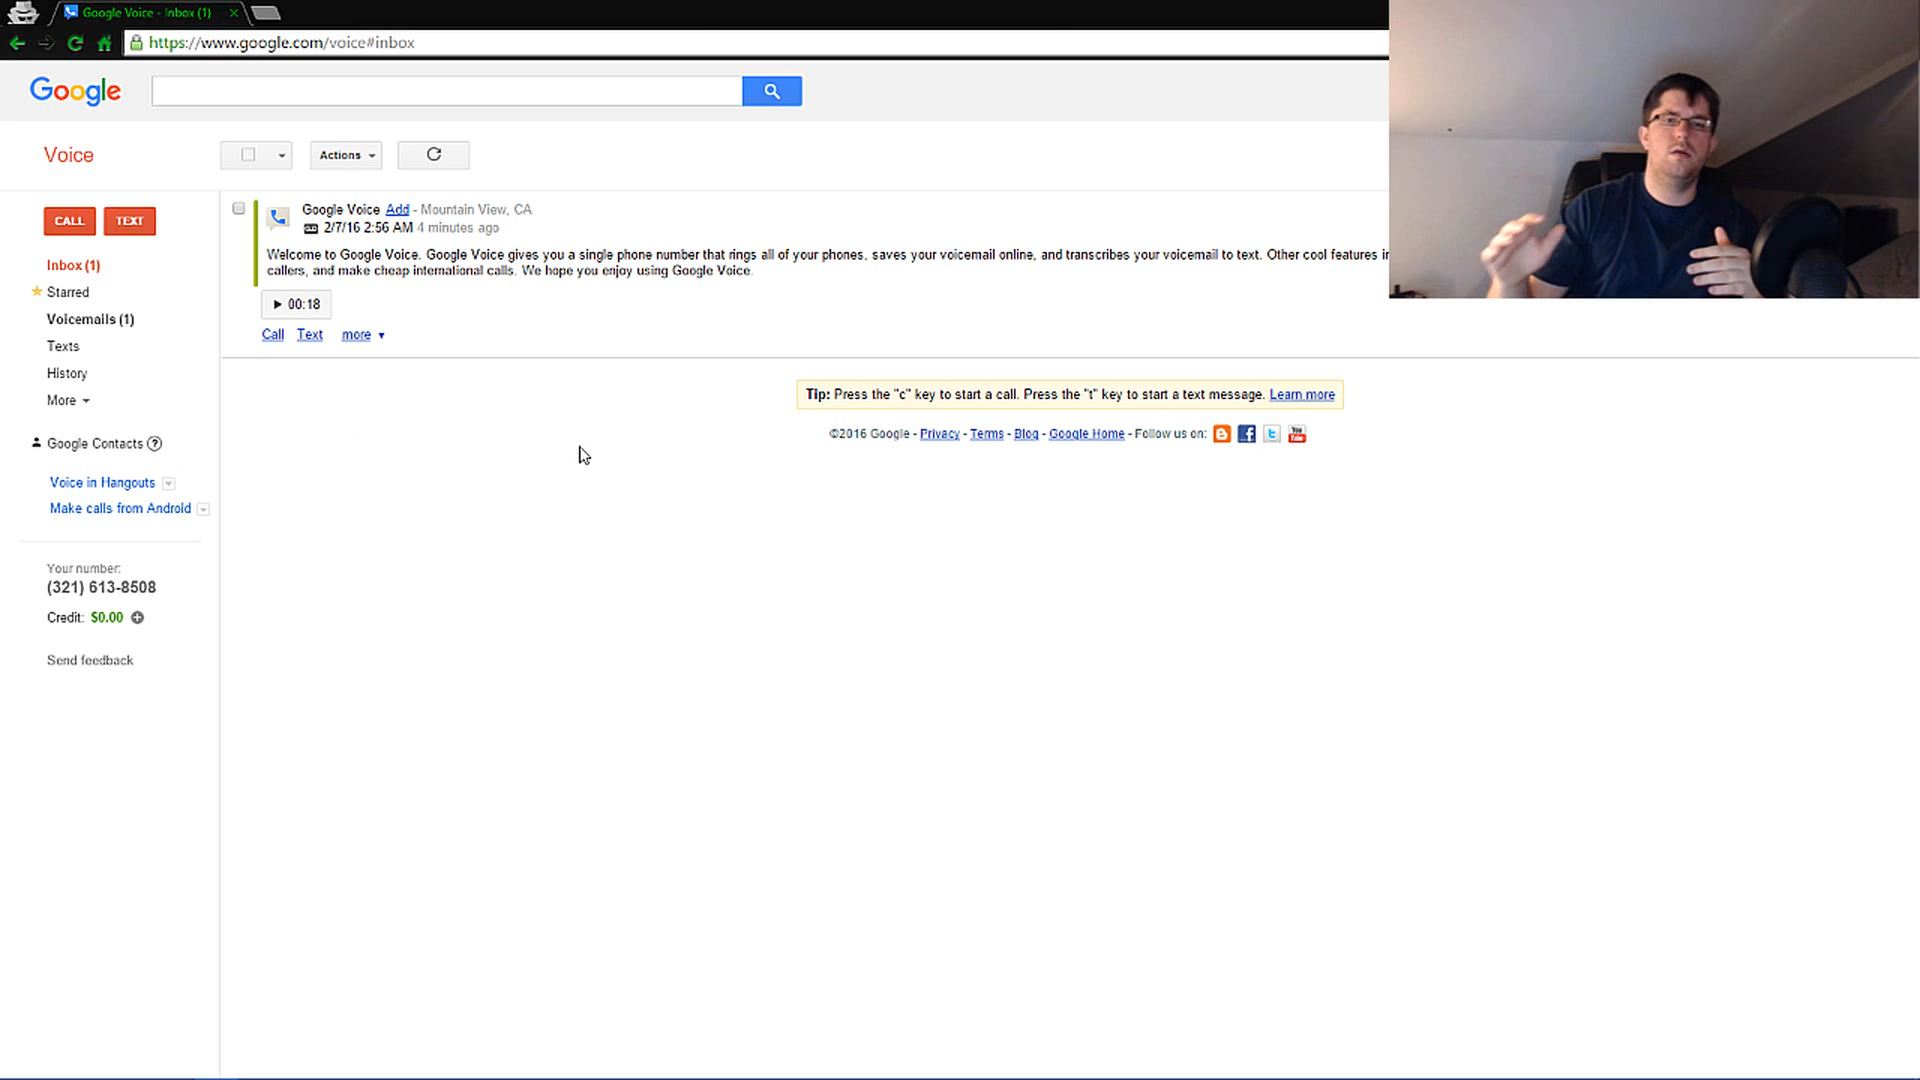 Google Voice - Inbox (1)
https://www.google.com/voice#inbox
Google
Voice
Actions
CALL
TEXT
Inbox (1)
Starred
Voicemails (1)
Texts
History
More
Google Contacts ?
Voice in Hangouts
Make calls from Android
Your number:
(321) 613-8508
Credit: $0.00
Send feedback
Google Voice Add - Mountain View, CA
2/7/16 2:56 AM 4 minutes ago
Welcome to Google Voice. Google Voice gives you a single phone number that rings all of your phones, saves your voicemail online, and transcribes your voicemail to text. Other cool features in
callers, and make cheap international calls. We hope you enjoy using Google Voice.
00:18
Call Text more
Tip: Press the "c" key to start a call. Press the "t" key to start a text message. Learn more
©2016 Google - Privacy - Terms - Blog - Google Home - Follow us on:
You Tube